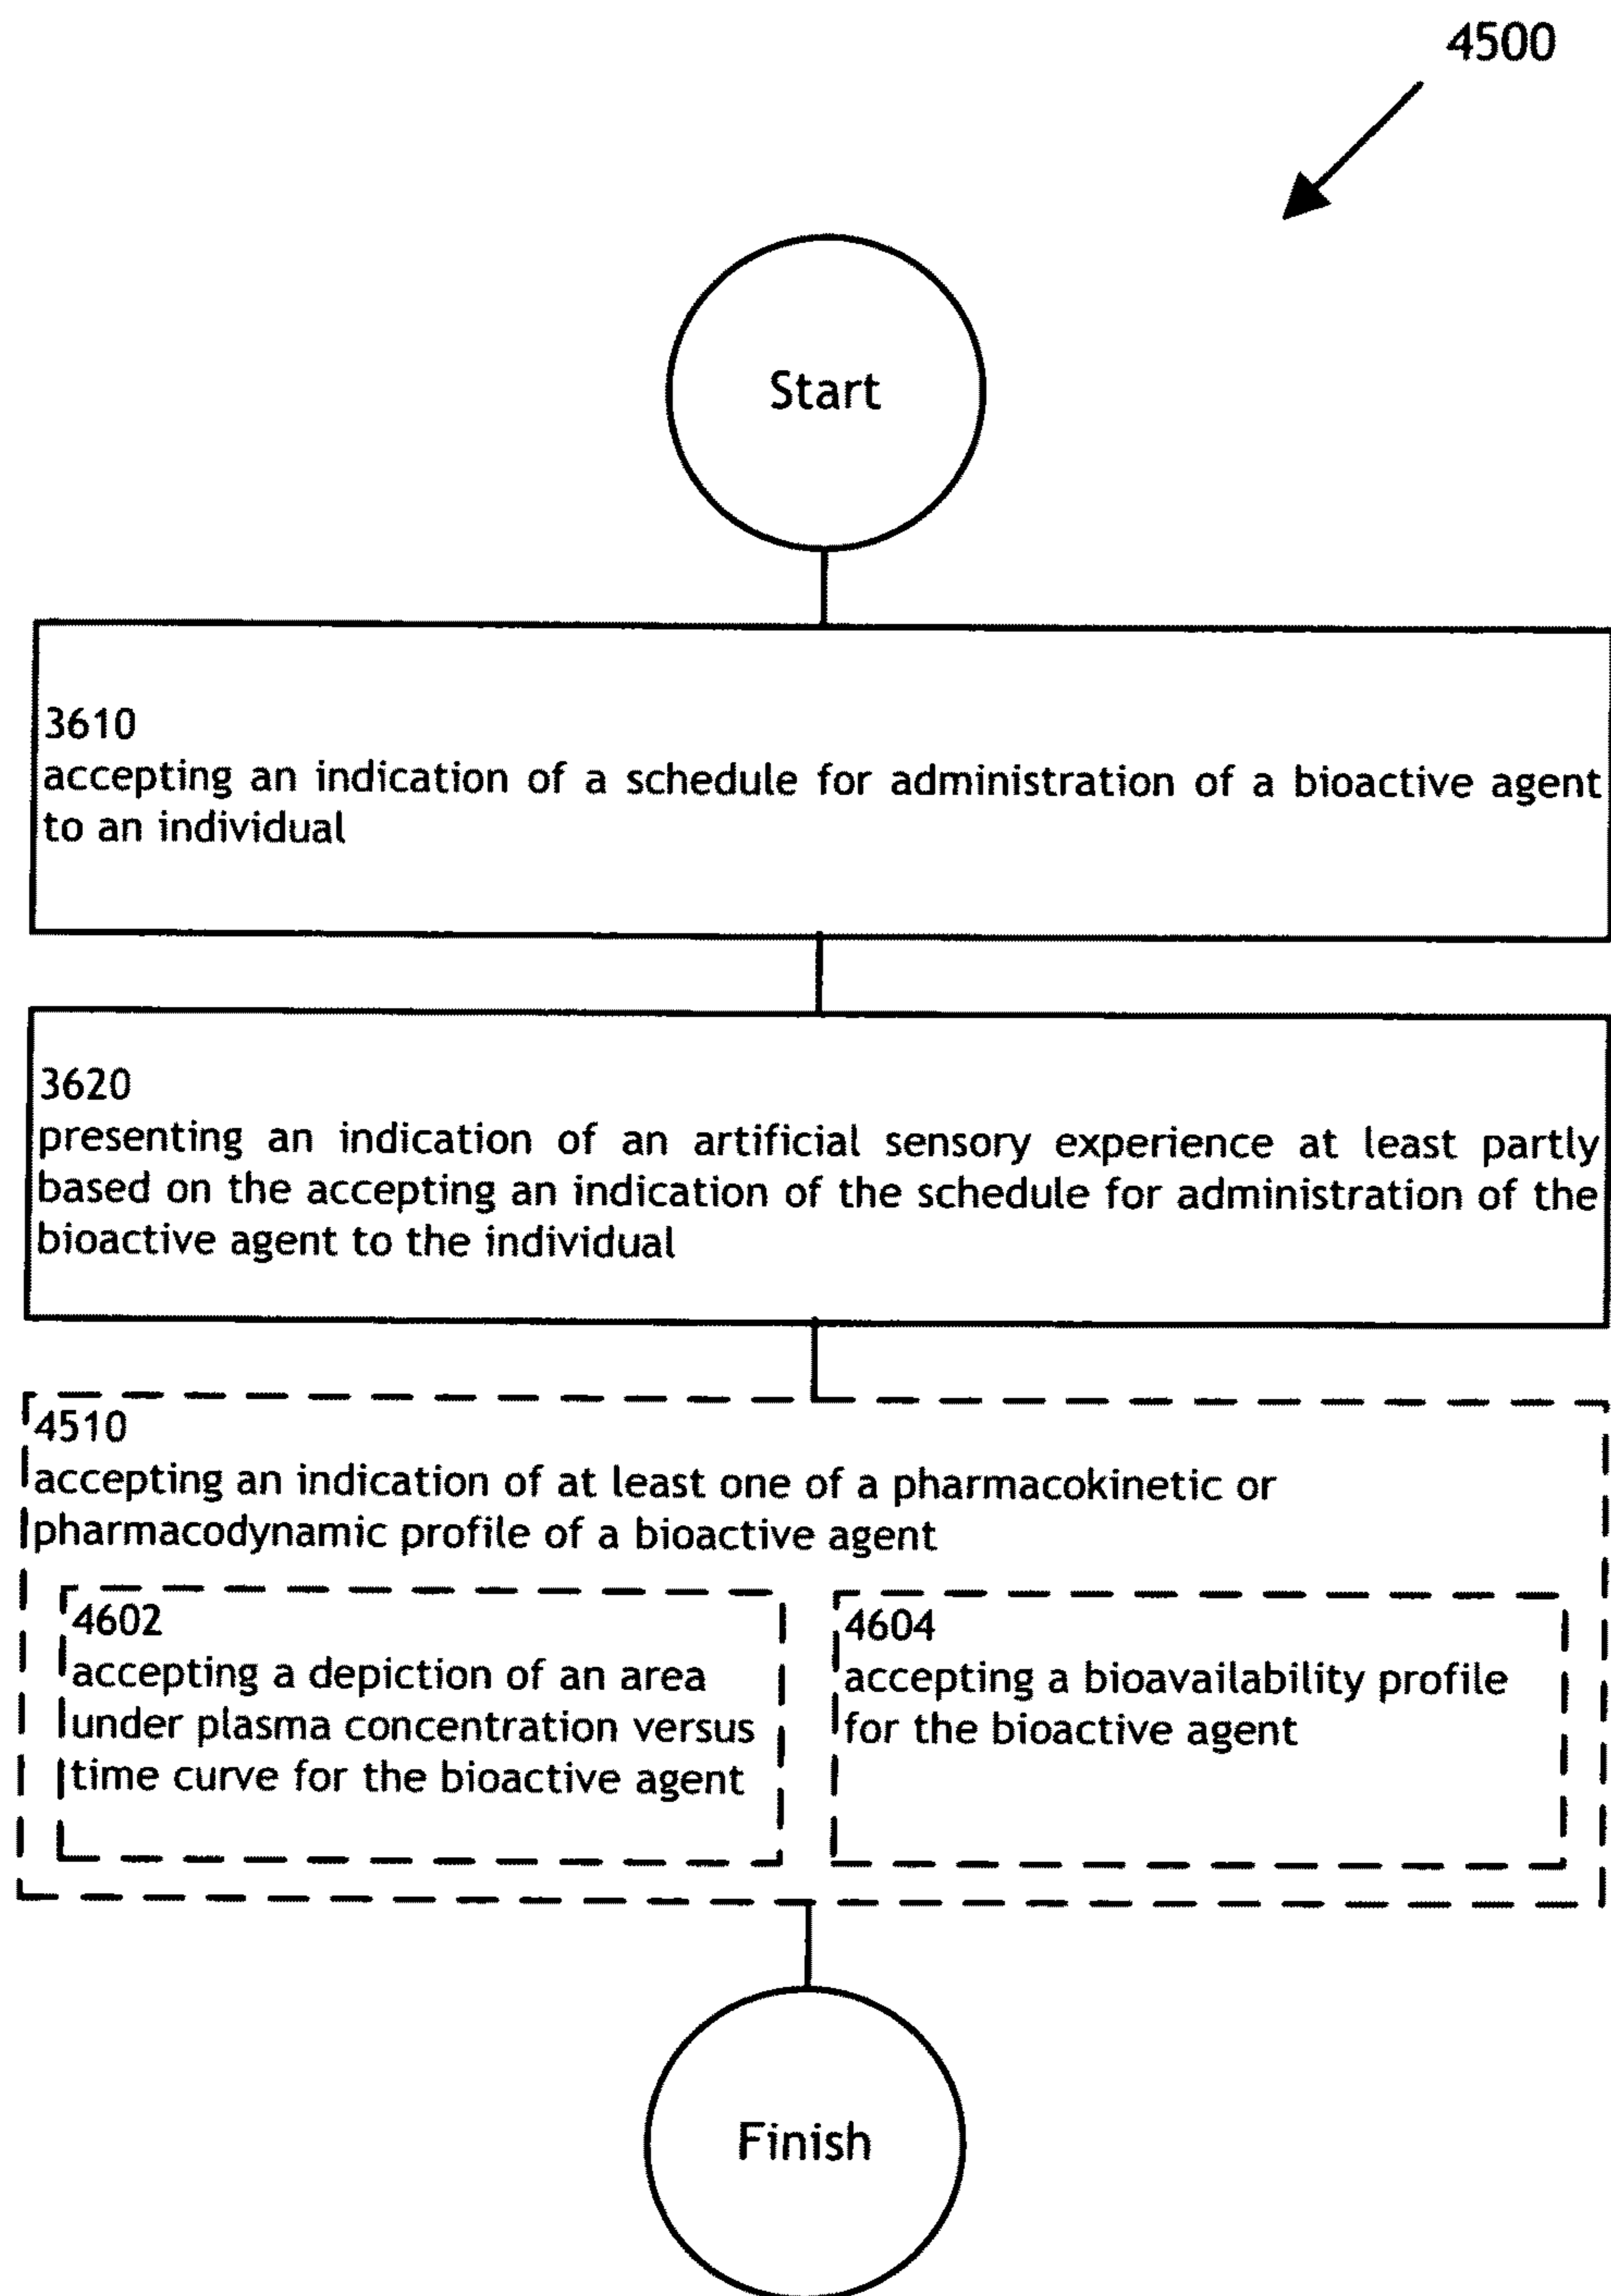 4500
Start
3610
accepting an indication of a schedule for administration of a bioactive agent
to an individual
3620
presenting an indication of an artificial sensory experience at least partly
based on the accepting an indication of the schedule for administration of the
bioactive agent to the individual
4510
accepting an indication of at least one of a pharmacokinetic or
pharmacodynamic profile of a bioactive agent
4602
accepting a depiction of an area
under plasma concentration versus
time curve for the bioactive agent
4604
accepting a bioavailability profile
for the bioactive agent
Finish